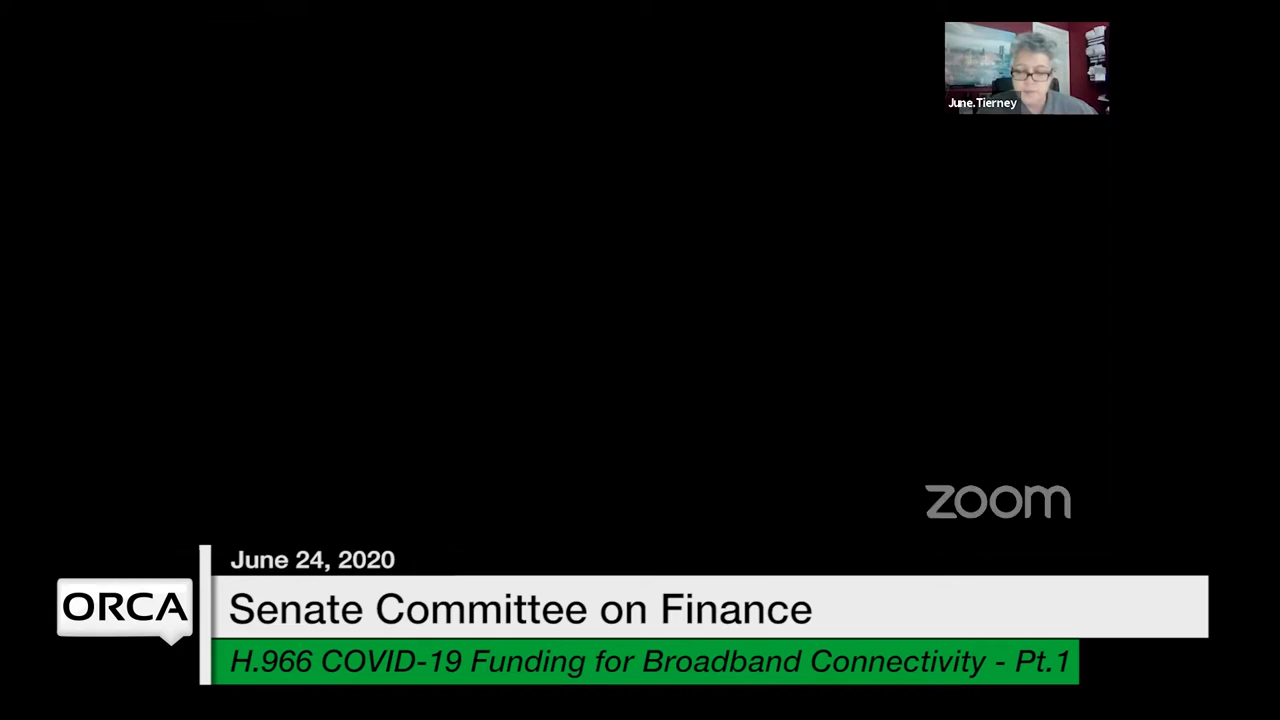 June.Tierney
zoom
June 24, 2020
ORCA
Senate Committee on Finance
H.966 COVID-19 Funding for Broadband Connectivity - Pt.1